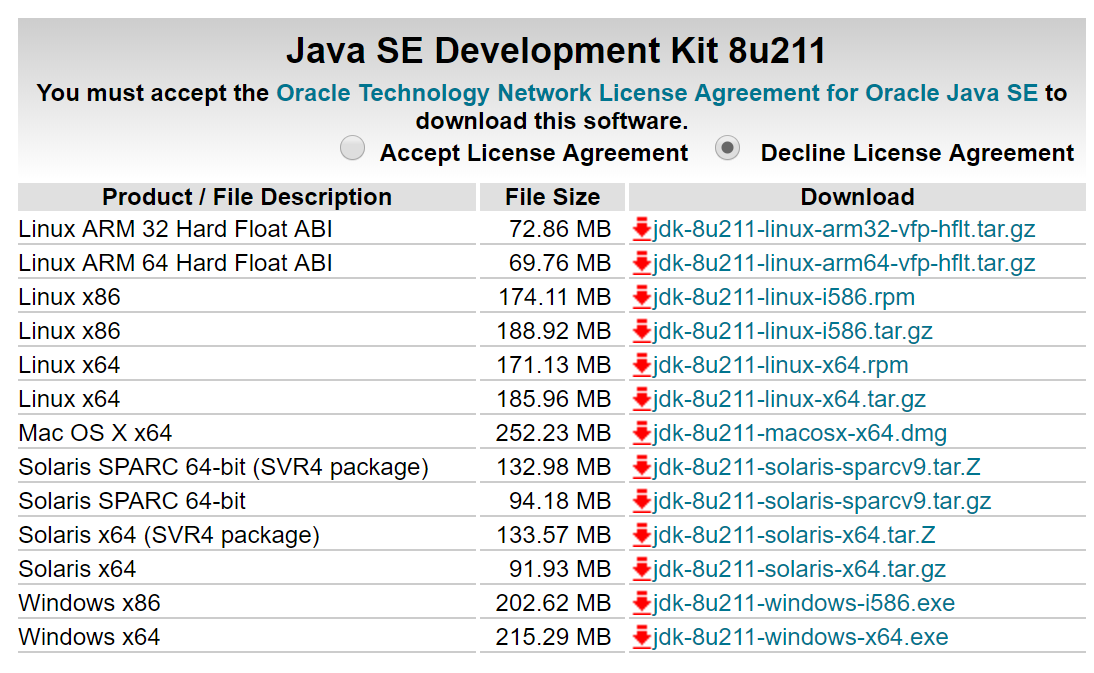 Java SE Development Kit 8u211
You must accept the Oracle Technology Network License Agreement for Oracle Java SE to
download this software.
Accept License Agreement Decline License Agreement
Product / File Description File Size Download
Linux ARM 32 Hard Float ABI 72.86 MB jdk-8u211-linux-arm32-vfp-hflt.tar.gz
Linux ARM 64 Hard Float ABI 69.76 MB jdk-8u211-linux-arm64-vfp-hflt.tar.gz
Linux x86 174.11 MB jdk-8u211-linux-i586.rpm
Linux x86 188.92 MB jdk-8u211-linux-i586.tar.gz
Linux x64 171.13 MB jdk-8u211-linux-x64.rpm
Linux x64 185.96 MB jdk-8u211-linux-x64.tar.gz
Mac OS X x64 252.23 MB jdk-8u211-macosx-x64.dmg
Solaris SPARC 64-bit (SVR4 package) 132.98 MB jdk-8u211-solaris-sparcv9.tar.Z
Solaris SPARC 64-bit 94.18 MB jdk-8u211-solaris-sparcv9.tar.gz
Solaris x64 (SVR4 package) 133.57 MB jdk-8u211-solaris-x64.tar.Z
Solaris x64 91.93 MB jdk-8u211-solaris-x64.tar.gz
Windows x86 202.62 MB jdk-8u211-windows-i586.exe
Windows x64 215.29 MB jdk-8u211-windows-x64.exe